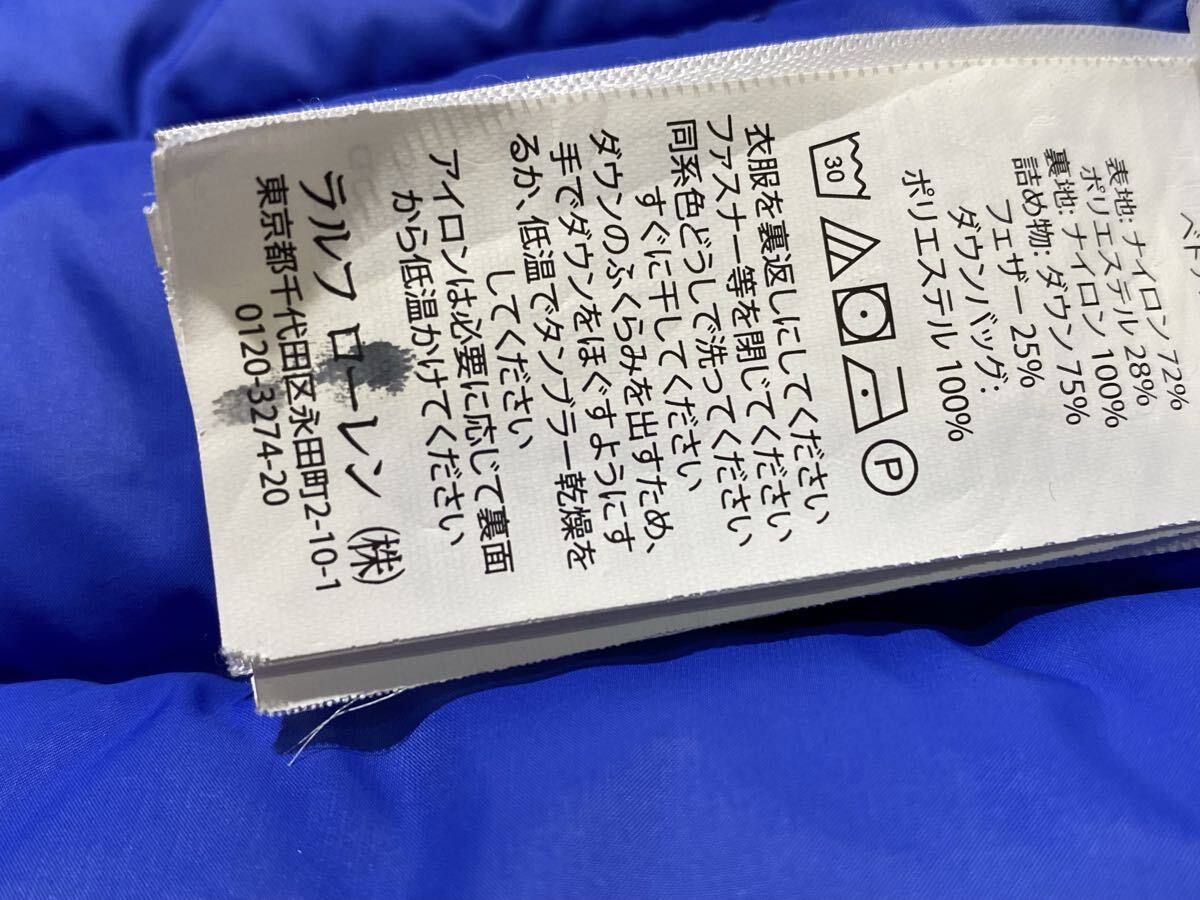 表地: ナイロン 72%
ポリエステル 28%
裏地: ナイロン 100%
詰め物: ダウン 75%
フェザー 25%
ダウンバッグ:
ポリエステル 100%
30
P
衣服を裏返しにしてください
ファスナー等を閉じてください
同系色どうしで洗ってください
すぐに干してください
ダウンのふくらみを出すため、
手でダウンをほぐすようにす
るか、低温でタンブラー乾燥を
してください
アイロンは必要に応じて裏面
から低温かけてください
ラルフ ローレン (株)
東京都千代田区永田町2-10-1
0120-3274-20